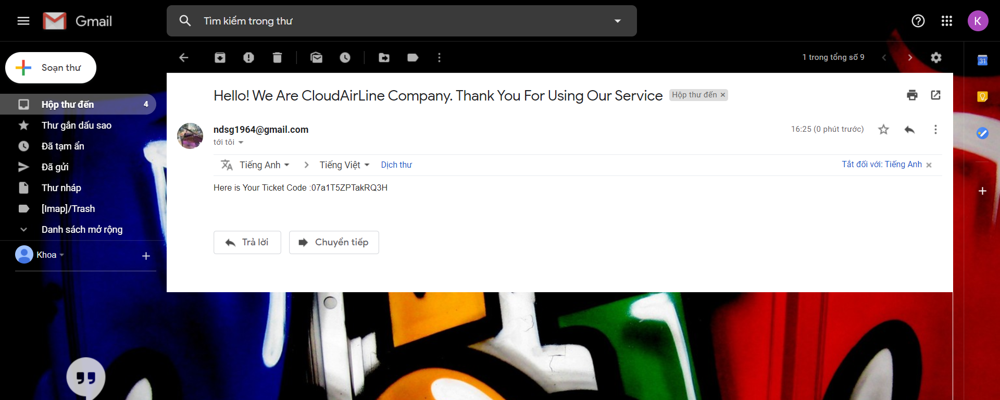 Gmail
Tìm kiếm trong thư
K
Soạn thư
1 trong tổng số 9
31
Hộp thư đến 4
Thư gắn dấu sao
Đã tạm ẩn
Đã gửi
Thư nháp
[Imap]/Trash
Danh sách mở rộng
Khoa
Hello! We Are CloudAirLine Company. Thank You For Using Our Service Hộp thư đến ×
ndsg1964@gmail.com 16:25 (0 phút trước)
tới tôi
Tiếng Anh Tiếng Việt Dịch thư Tắt đối với: Tiếng Anh ×
Here is Your Ticket Code :07a1T5ZPTakRQ3H
Trả lời Chuyển tiếp